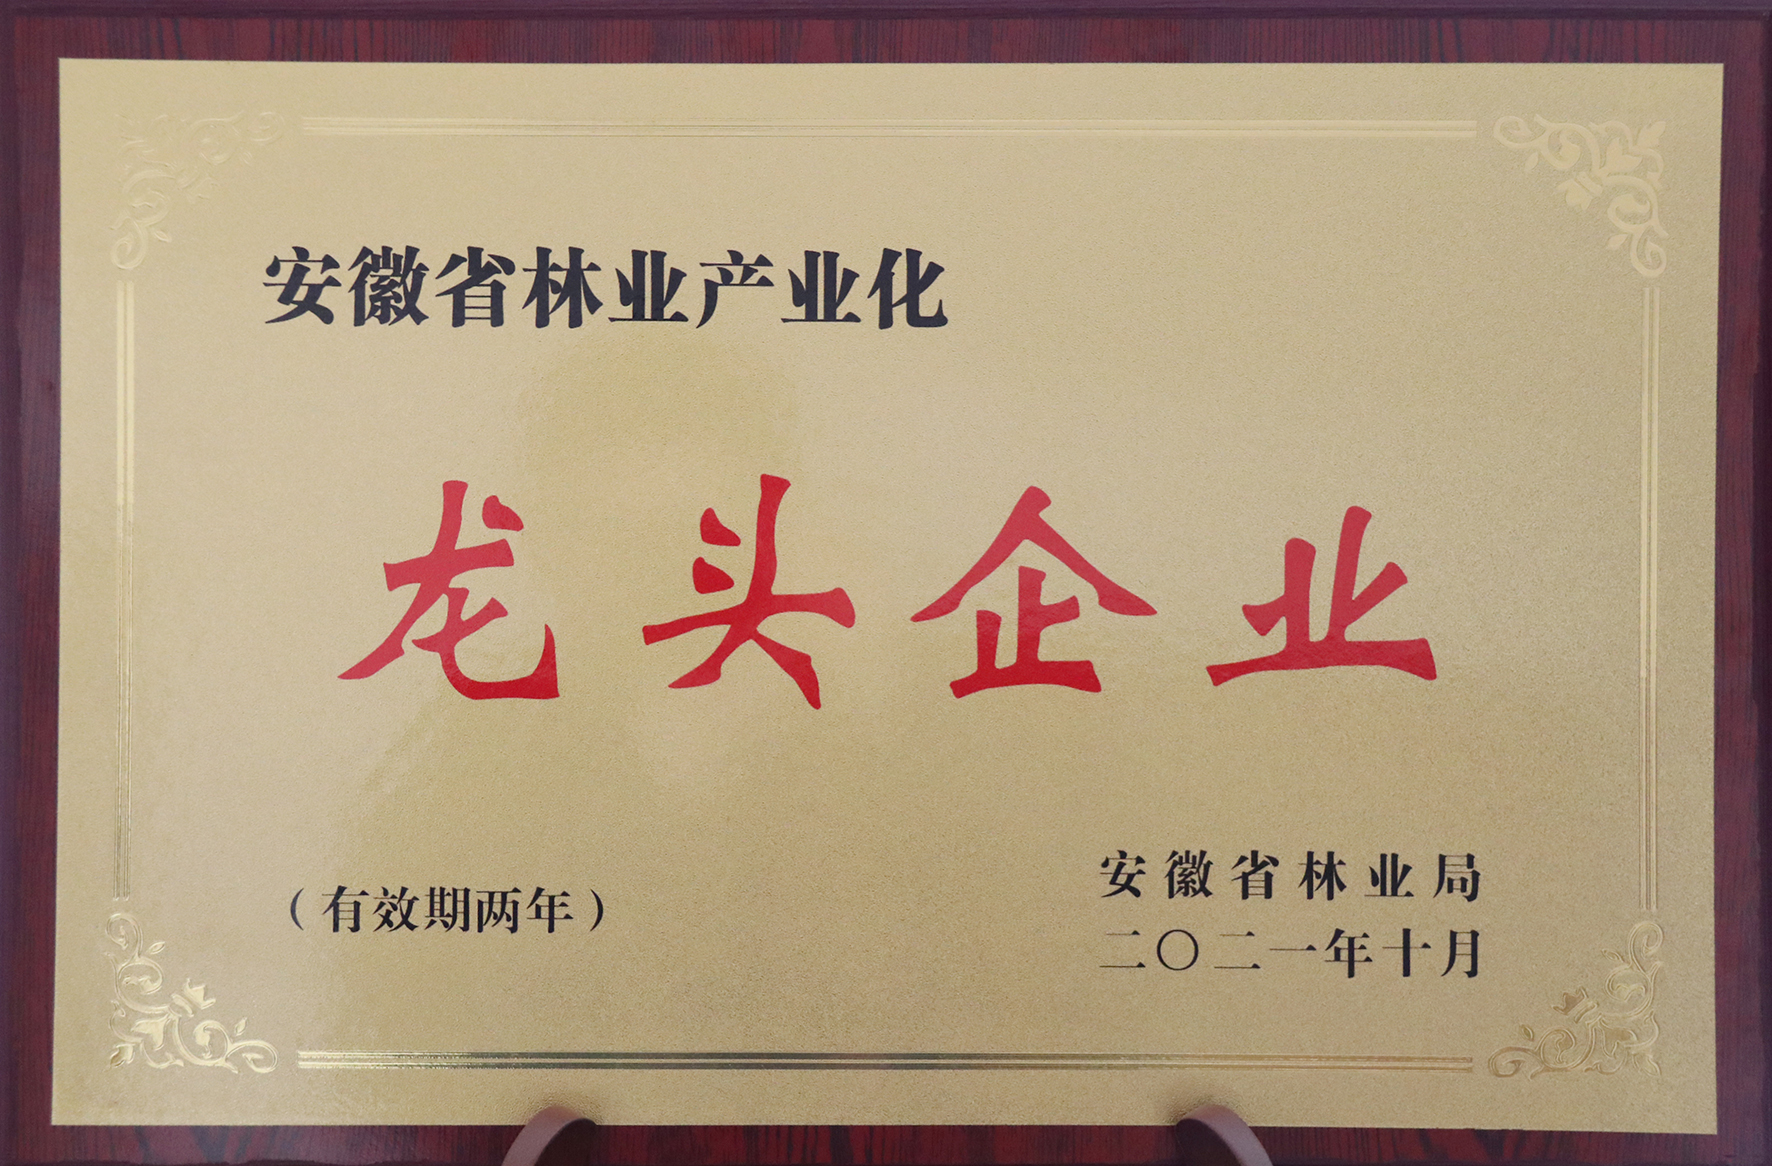 安徽省林业产业化
龙头企业
（有效期两年）
安徽省林业局
二〇二一年十月